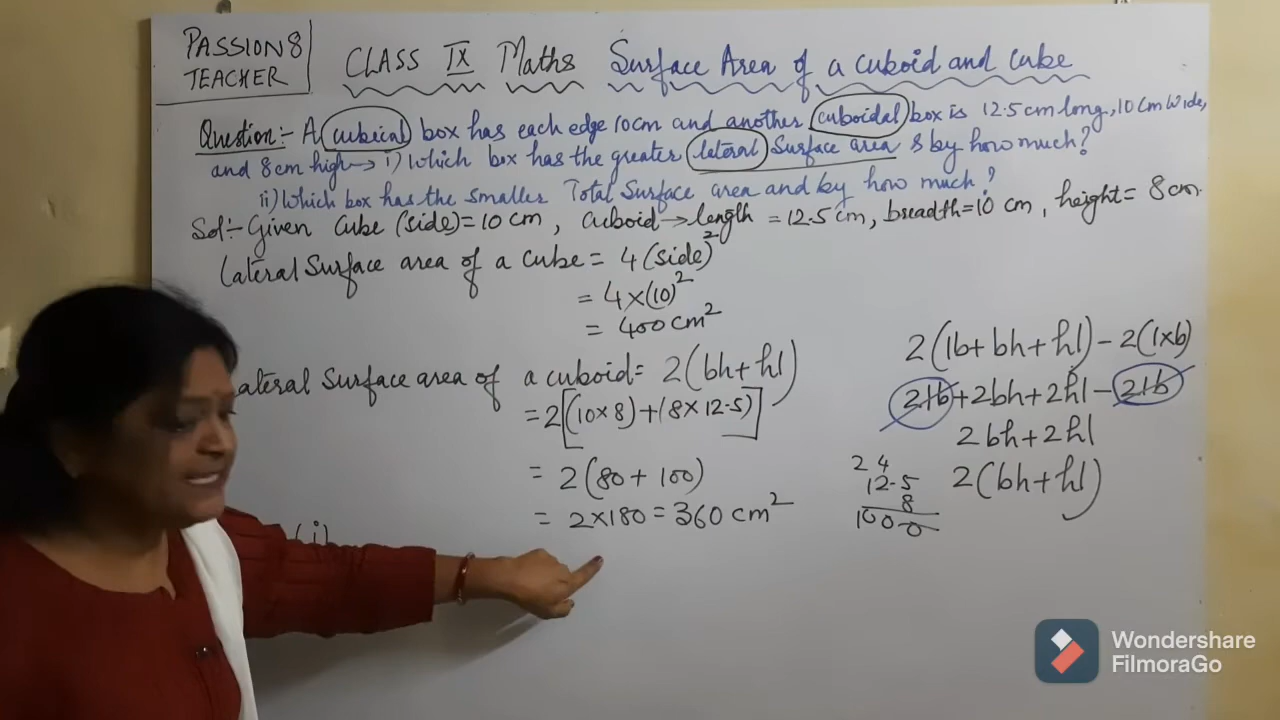 PASSION8
TEACHER
CLASS IX Maths Surface Area of a cuboid and Cube
Question:- A cubical box has each edge 10cm and another cuboidal box is 12.5cm long, 10 Cm Wide,
and 8cm high → i) Which box has the greater lateral Surface area & by how much?
ii) Which box has the smaller Total Surface area and by how much?
Sol:- Given Cube (side)=10 cm, cuboid → length = 12.5 cm, breadth=10 cm, height= 8cm.
Lateral Surface area of a cube = 4 (side)²
= 4×(10)²
= 400 cm²
ateral Surface area of a cuboid= 2(bh+hl)
=2[(10×8)+(8×12.5)]
= 2(80+100)
= 2×180=360 cm²
(i)
2(lb+bh+hl)-2(l×b)
2lb+2bh+2hl-2lb
2bh+2hl
2(bh+hl)
2 4
12.5
8
100 0
Wondershare
FilmoraGo